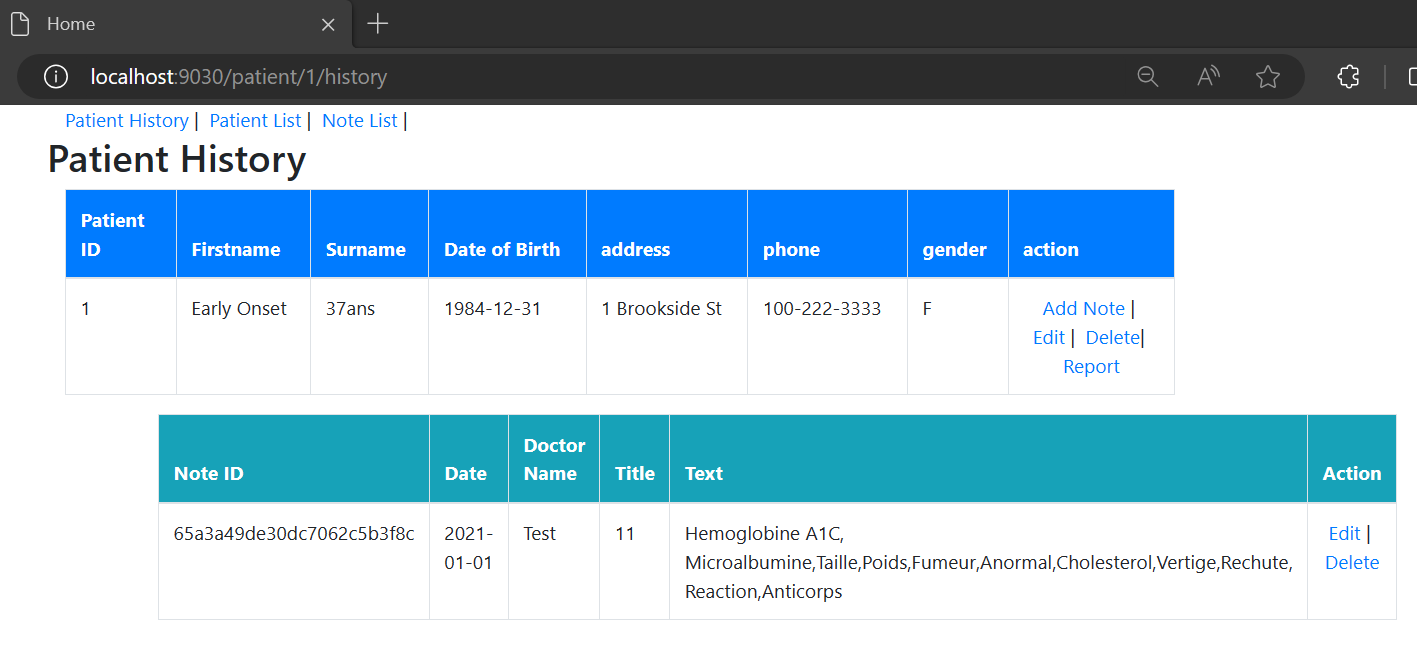 Home
localhost:9030/patient/1/history
Patient History | Patient List | Note List |
Patient History
Patient ID Firstname Surname Date of Birth address phone gender action
1 Early Onset 37ans 1984-12-31 1 Brookside St 100-222-3333 F Add Note |
Edit | Delete|
Report
Note ID Date Doctor Name Title Text Action
65a3a49de30dc7062c5b3f8c 2021-01-01 Test 11 Hemoglobine A1C,
Microalbumine,Taille,Poids,Fumeur,Anormal,Cholesterol,Vertige,Rechute,
Reaction,Anticorps
Edit |
Delete